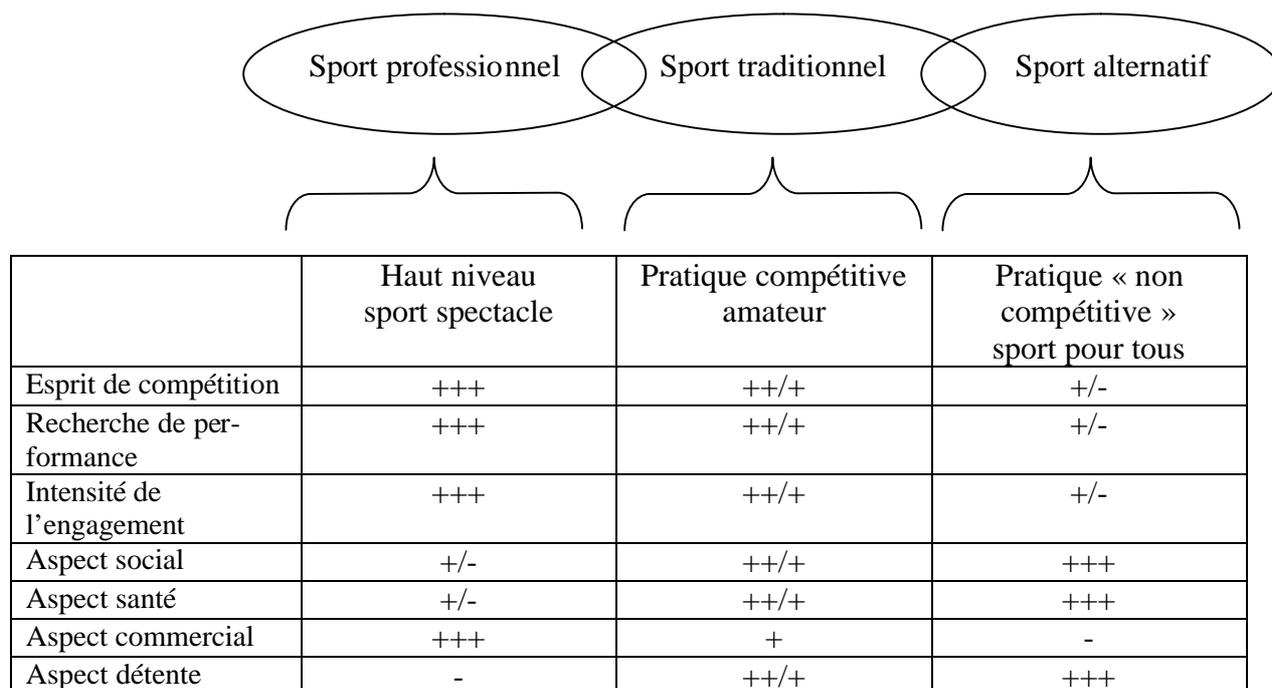 Sport professionnel Sport traditionnel Sport alternatif
Haut niveau Pratique compétitive Pratique « non
sport spectacle amateur compétitive »
sport pour tous
Esprit de compétition +++ ++/+ +/-
Recherche de per- +++ ++/+ +/-
formance
Intensité de +++ ++/+ +/-
l’engagement
Aspect social +/- ++/+ +++
Aspect santé +/- ++/+ +++
Aspect commercial +++ + -
Aspect détente - ++/+ +++